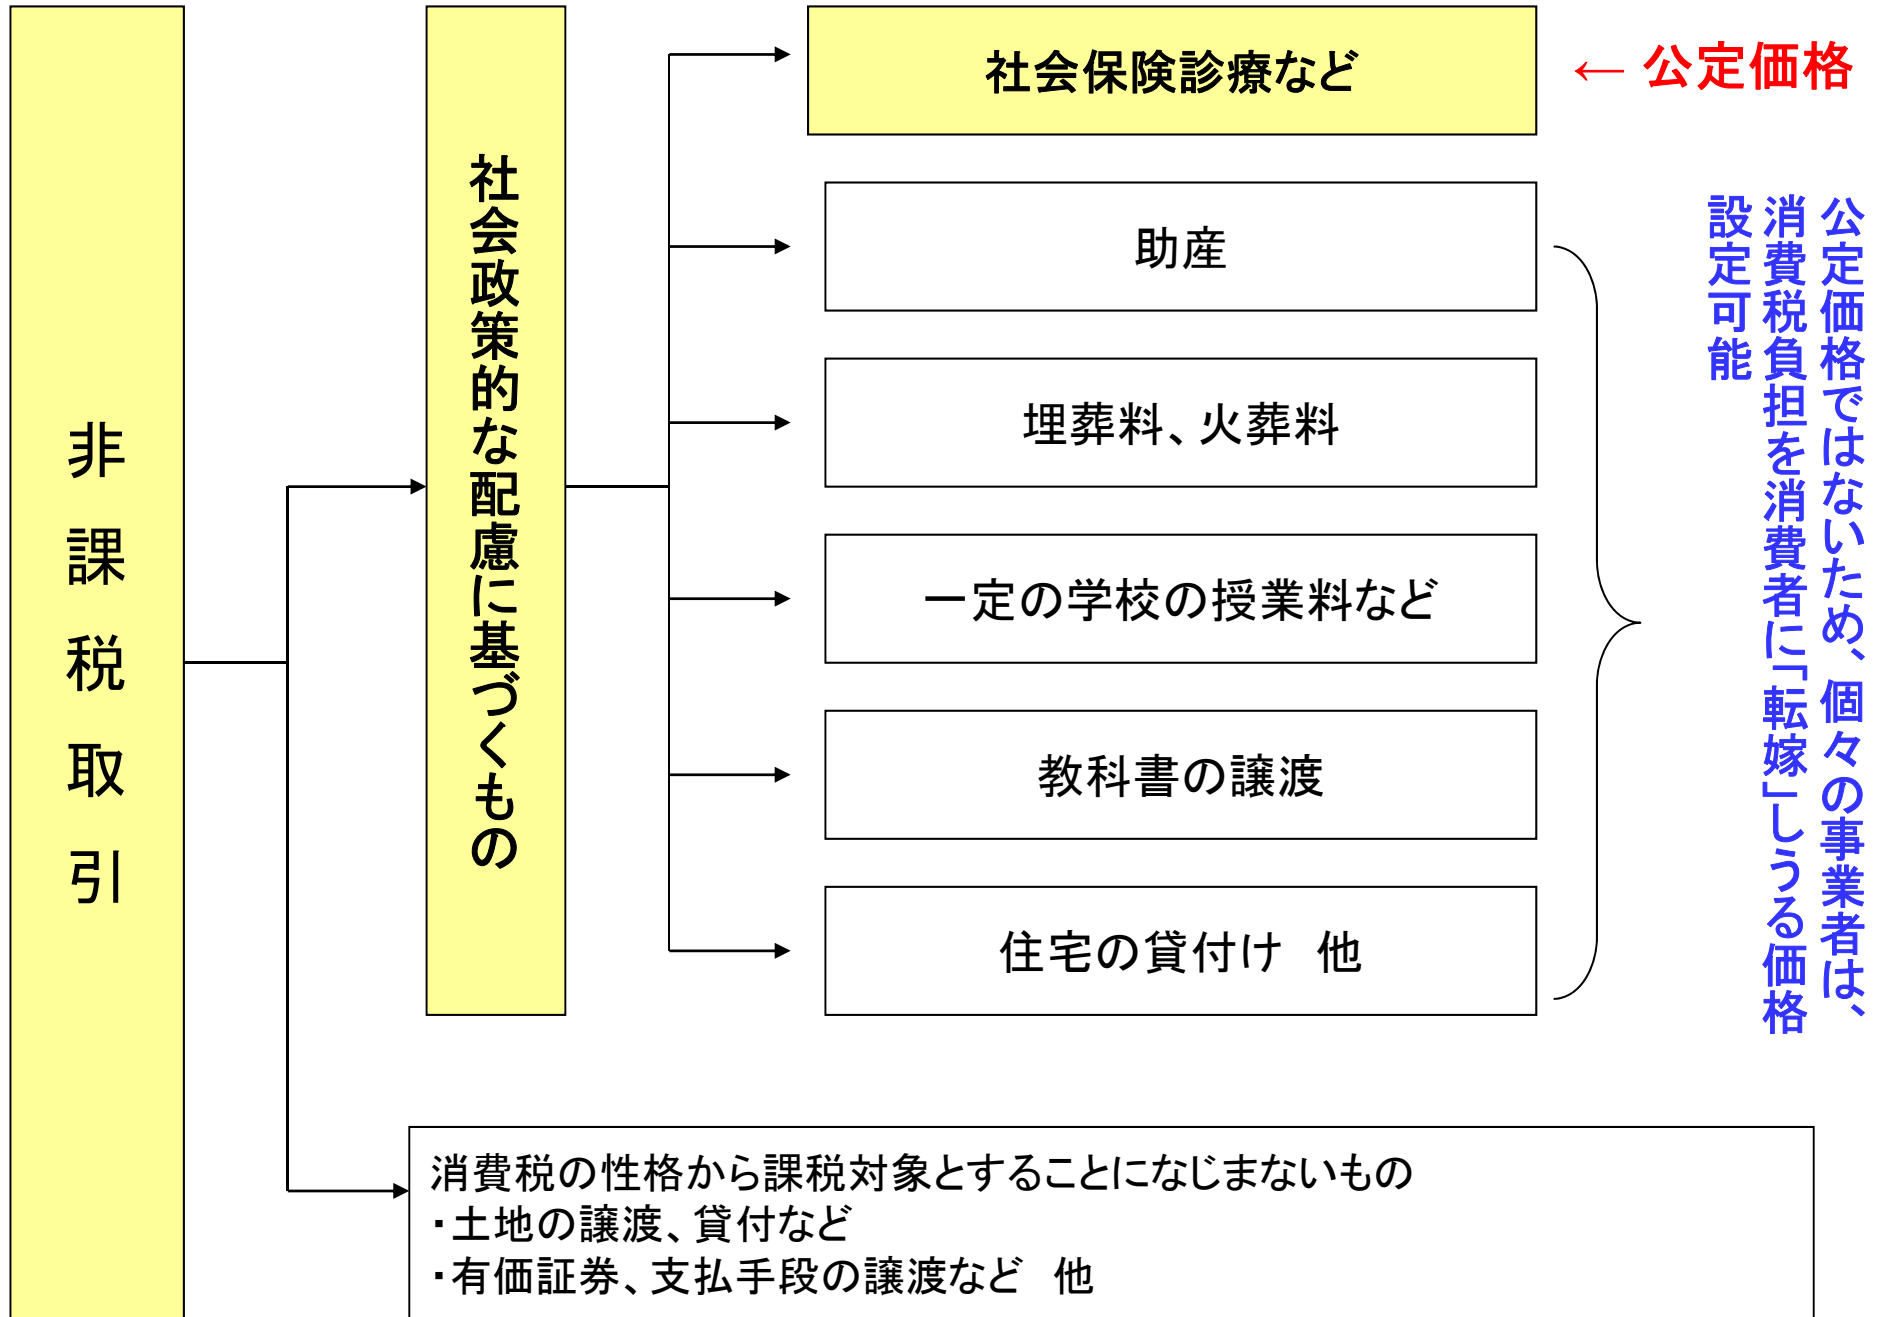 非課税取引
社会政策的な配慮に基づくもの
社会保険診療など
←公定価格
助産
埋葬料、火葬料
一定の学校の授業料など
教科書の譲渡
住宅の貸付け　他
公定価格ではないため、個々の事業者は、
消費税負担を消費者に「転嫁」しうる価格
設定可能
消費税の性格から課税対象とすることになじまないもの
・土地の譲渡、貸付など
・有価証券、支払手段の譲渡など　他